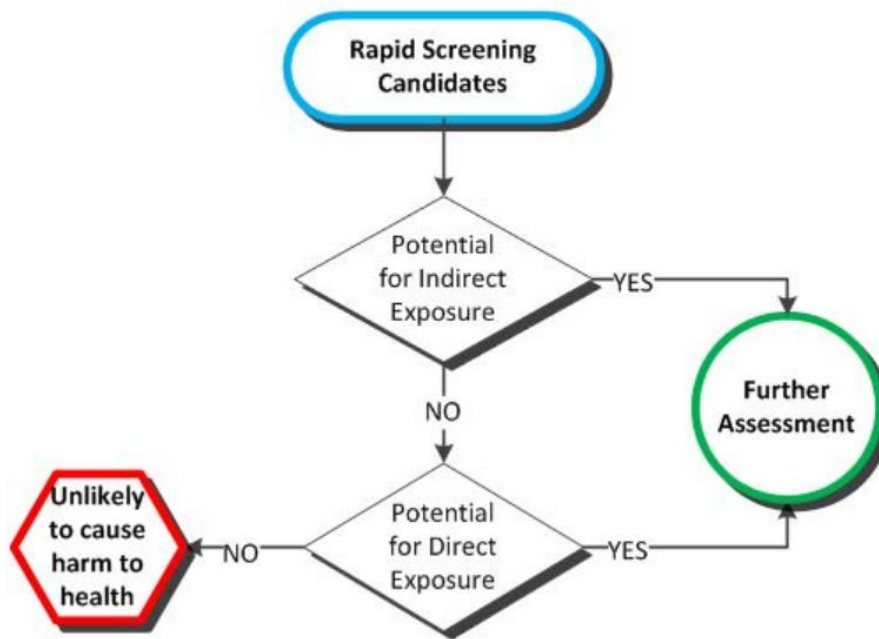 Rapid Screening
Candidates
Potential
for Indirect
Exposure
YES
NO
Further
Assessment
Potential
for Direct
Exposure
YES
NO
Unlikely
to cause
harm to
health